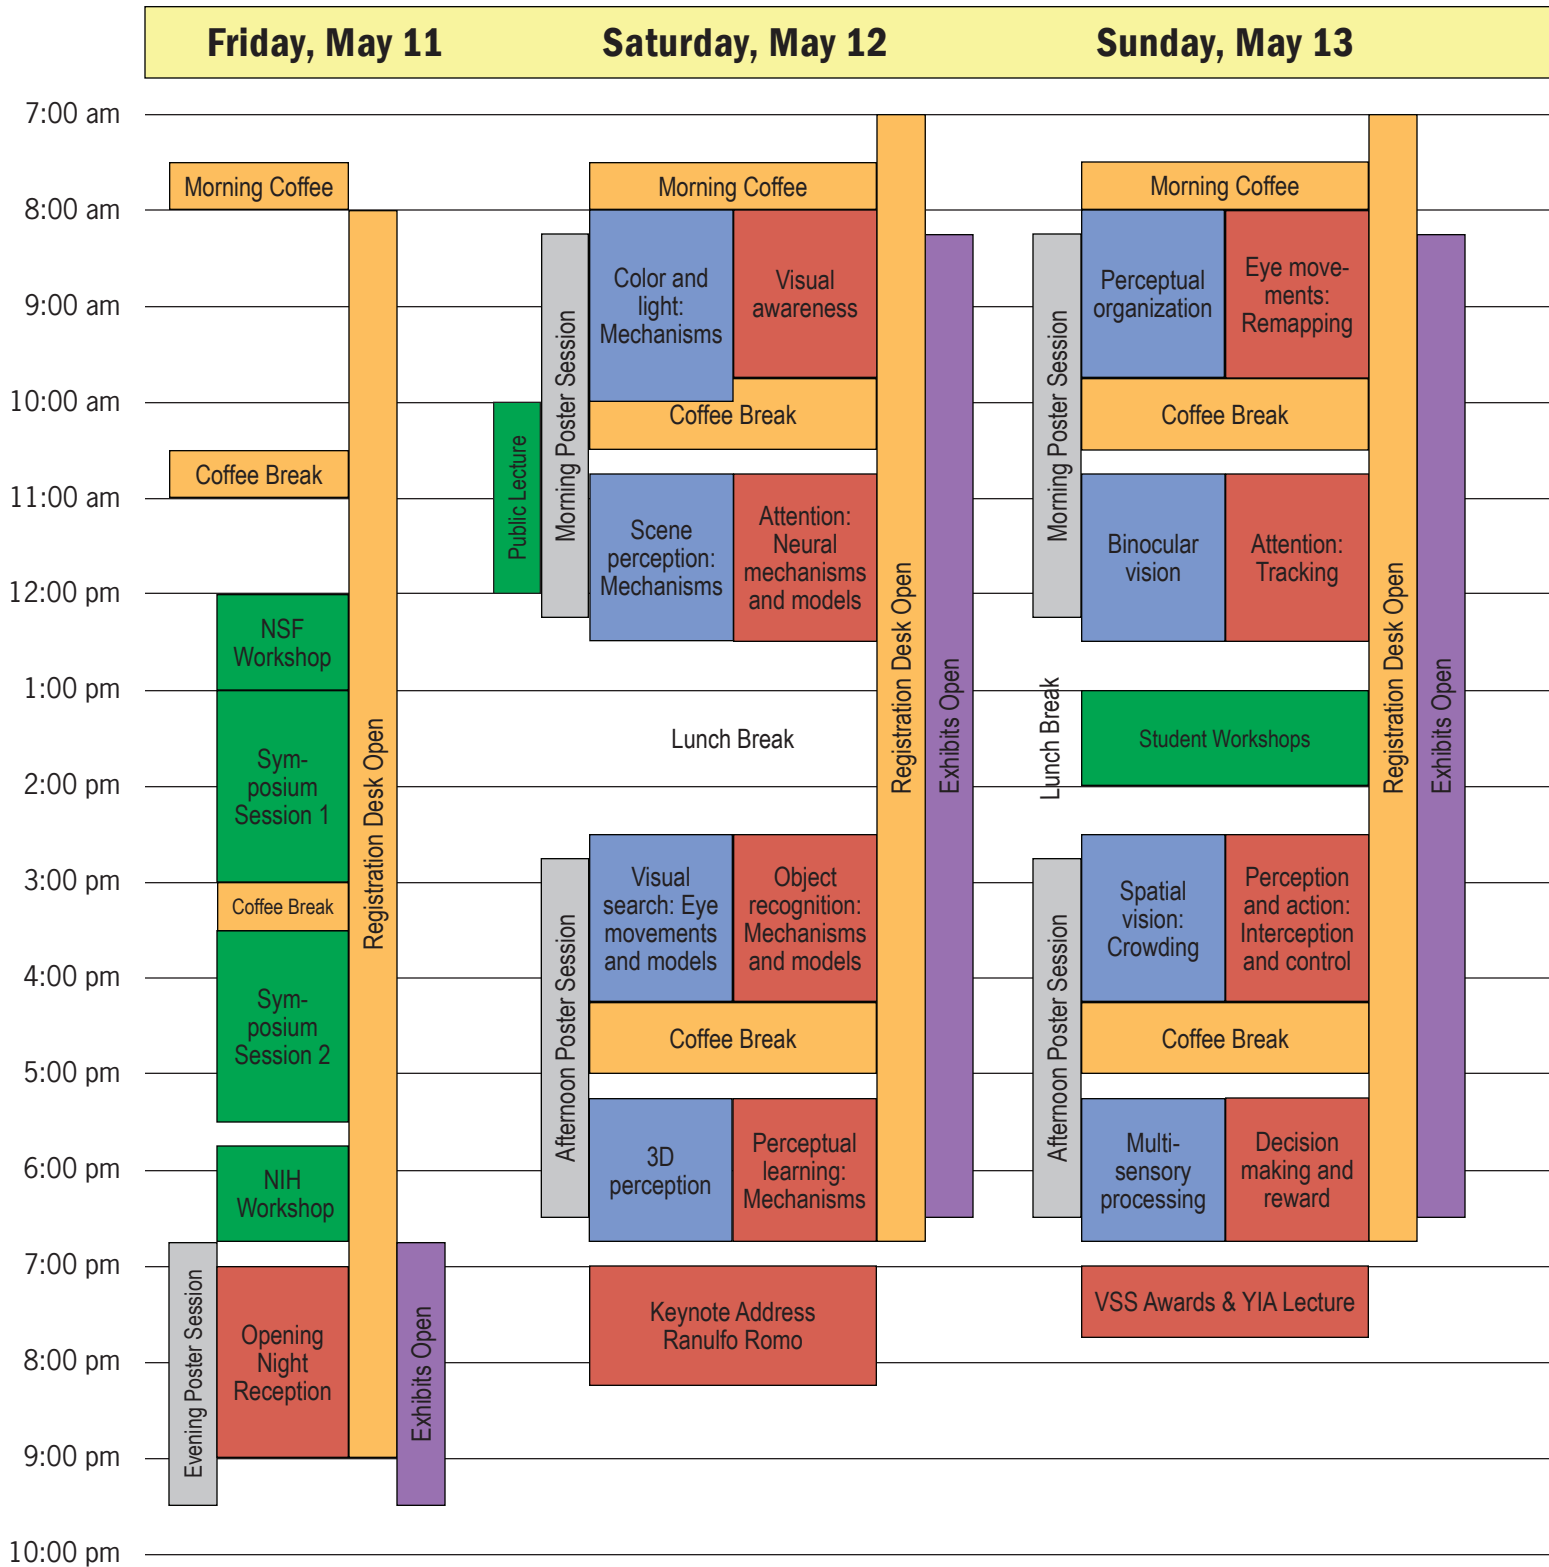 Friday, May 11
Saturday, May 12
Sunday, May 13
7:00 am
8:00 am
9:00 am
10:00 am
11:00 am
12:00 pm
1:00 pm
2:00 pm
3:00 pm
4:00 pm
5:00 pm
6:00 pm
7:00 pm
8:00 pm
9:00 pm
10:00 pm
Morning Coffee
Coffee Break
NSF
Workshop
Sym-
posium
Session 1
Coffee Break
Sym-
posium
Session 2
NIH
Workshop
Evening Poster Session
Opening
Night
Reception
Registration Desk Open
Exhibits Open
Public Lecture
Morning Poster Session
Morning Coffee
Color and
light:
Mechanisms
Visual
awareness
Coffee Break
Scene
perception:
Mechanisms
Attention:
Neural
mechanisms
and models
Lunch Break
Afternoon Poster Session
Visual
search: Eye
movements
and models
Object
recognition:
Mechanisms
and models
Coffee Break
3D
perception
Perceptual
learning:
Mechanisms
Keynote Address
Ranulfo Romo
Registration Desk Open
Exhibits Open
Morning Poster Session
Morning Coffee
Perceptual
organization
Eye move-
ments:
Remapping
Coffee Break
Binocular
vision
Attention:
Tracking
Lunch Break
Student Workshops
Afternoon Poster Session
Spatial
vision:
Crowding
Perception
and action:
Interception
and control
Coffee Break
Multi-
sensory
processing
Decision
making and
reward
VSS Awards & YIA Lecture
Registration Desk Open
Exhibits Open